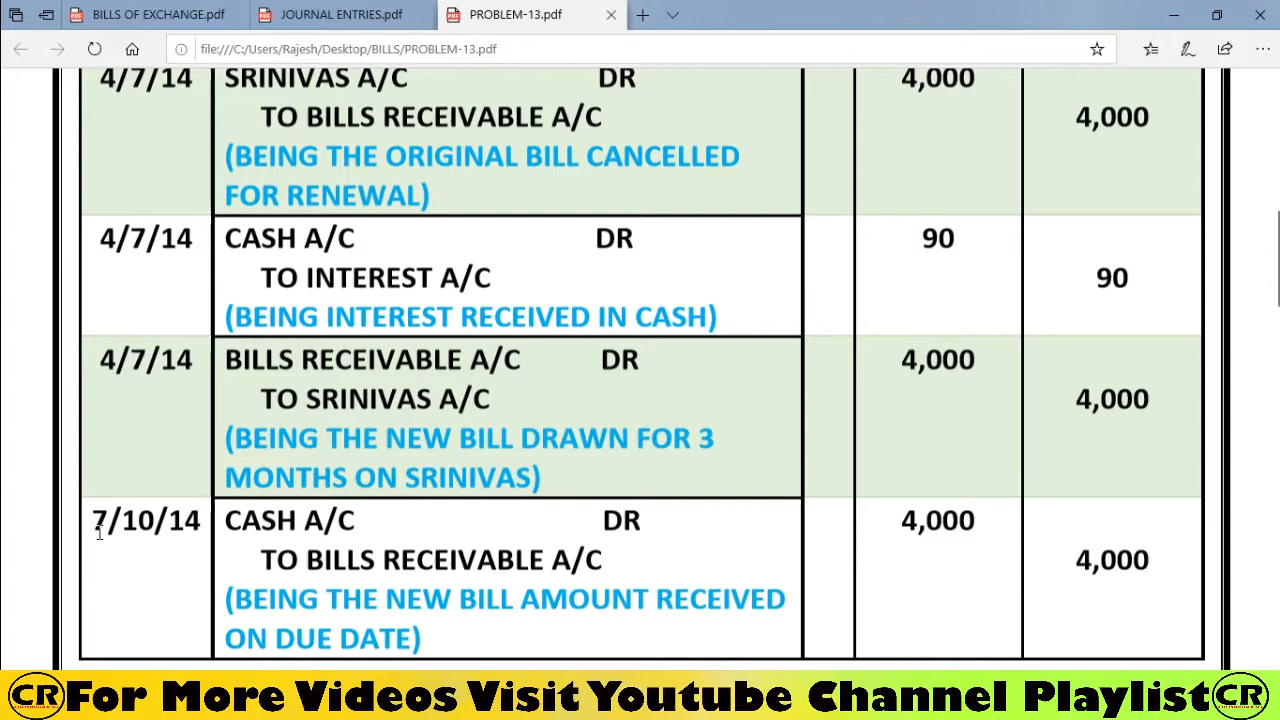 BILLS OF EXCHANGE.pdf JOURNAL ENTRIES.pdf PROBLEM-13.pdf
file:///C:/Users/Rajesh/Desktop/BILLS/PROBLEM-13.pdf
4/7/14 SRINIVAS A/C DR 4,000
TO BILLS RECEIVABLE A/C 4,000
(BEING THE ORIGINAL BILL CANCELLED
FOR RENEWAL)
4/7/14 CASH A/C DR 90
TO INTEREST A/C 90
(BEING INTEREST RECEIVED IN CASH)
4/7/14 BILLS RECEIVABLE A/C DR 4,000
TO SRINIVAS A/C 4,000
(BEING THE NEW BILL DRAWN FOR 3
MONTHS ON SRINIVAS)
7/10/14 CASH A/C DR 4,000
TO BILLS RECEIVABLE A/C 4,000
(BEING THE NEW BILL AMOUNT RECEIVED
ON DUE DATE)
CR For More Videos Visit Youtube Channel Playlist CR